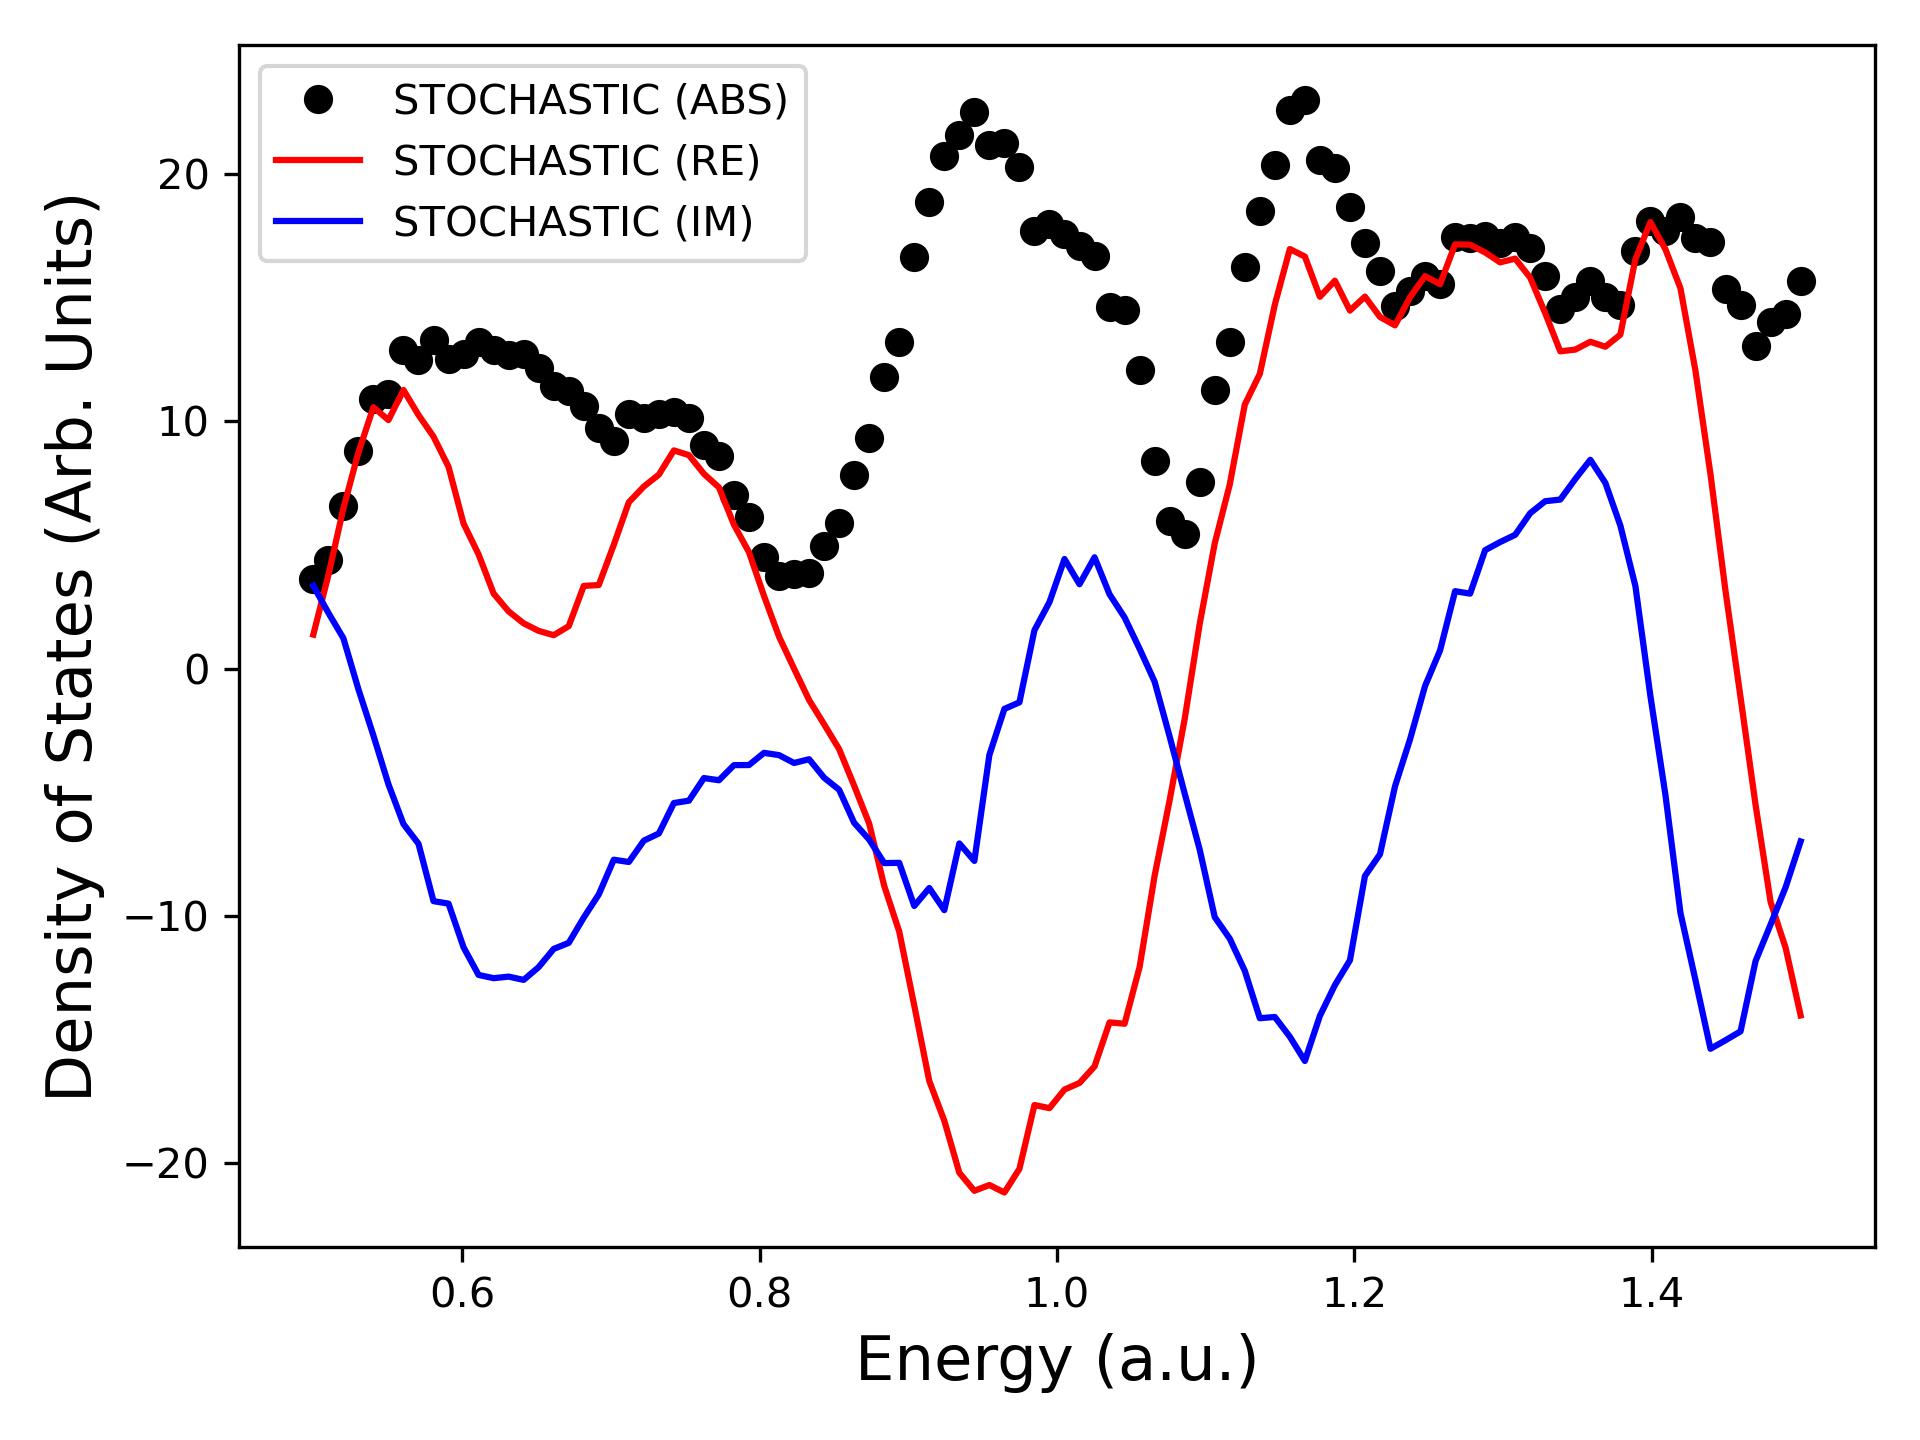 STOCHASTIC (ABS)
STOCHASTIC (RE)
STOCHASTIC (IM)
Density of States (Arb. Units)
20
10
0
−10
−20
0.6 0.8 1.0 1.2 1.4
Energy (a.u.)